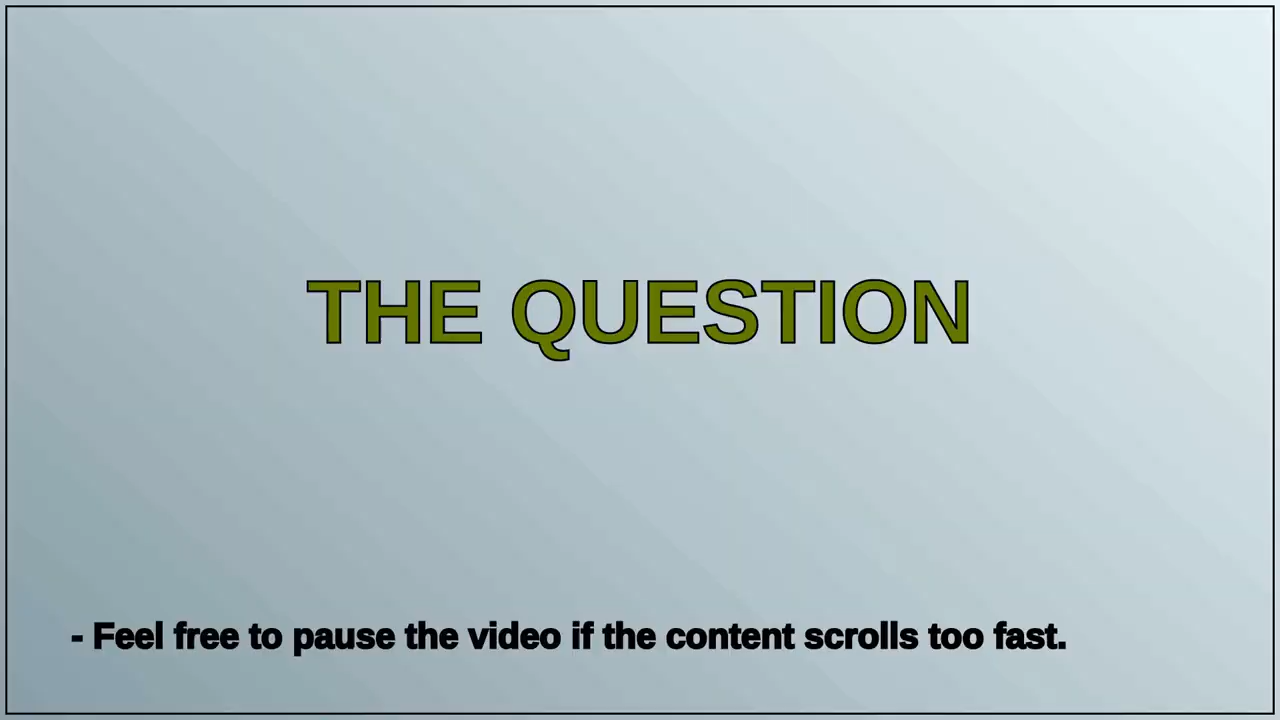 THE QUESTION
- Feel free to pause the video if the content scrolls too fast.